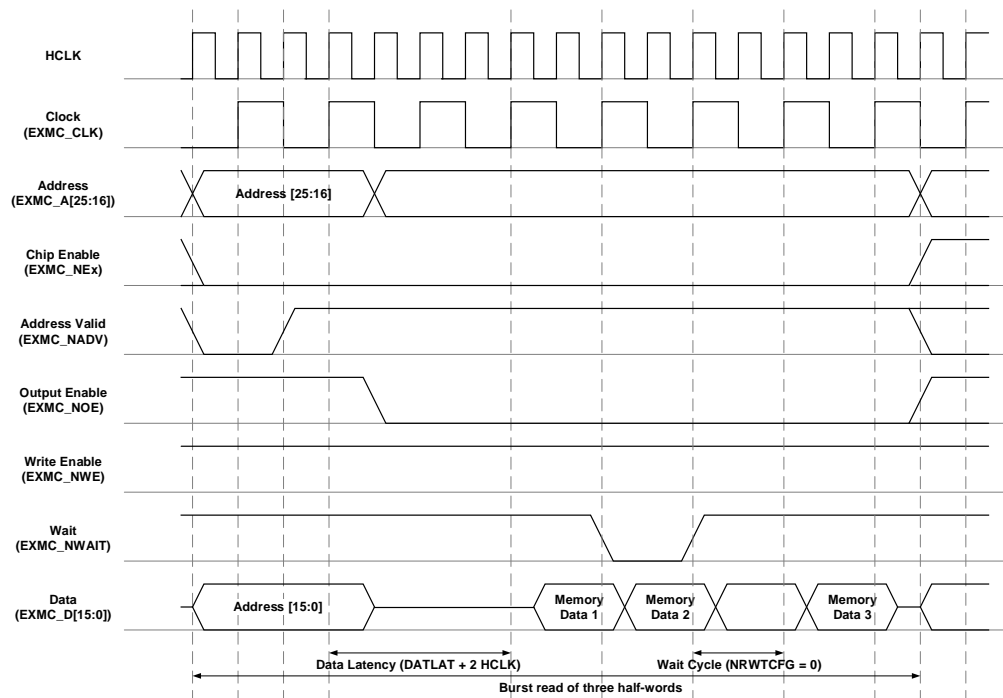 HCLK
Clock
(EXMC_CLK)
Address
(EXMC_A[25:16])
Address [25:16]
Chip Enable
(EXMC_NEx)
Address Valid
(EXMC_NADV)
Output Enable
(EXMC_NOE)
Write Enable
(EXMC_NWE)
Wait
(EXMC_NWAIT)
Data
(EXMC_D[15:0])
Address [15:0]
Memory
Data 1
Memory
Data 2
Memory
Data 3
Data Latency (DATLAT + 2 HCLK)
Wait Cycle (NRWTCFG = 0)
Burst read of three half-words